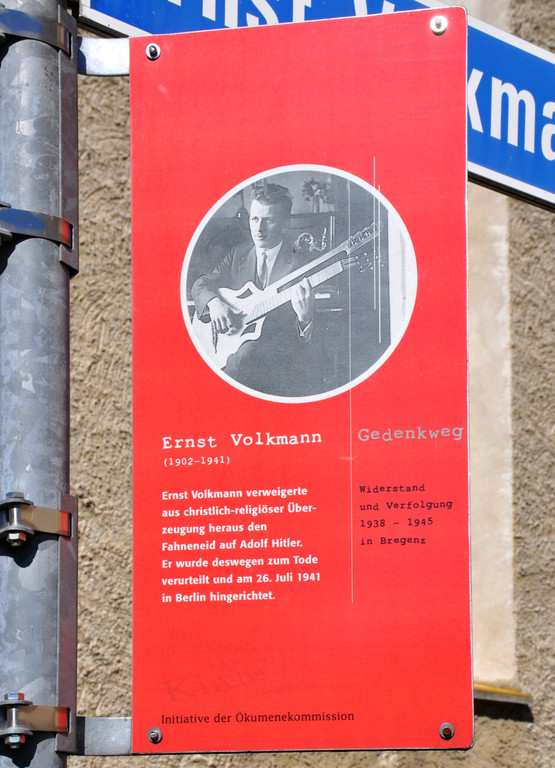 kma
Ernst Volkmann
(1902–1941)
Ernst Volkmann verweigerte
aus christlich-religiöser Über-
zeugung heraus den
Fahneneid auf Adolf Hitler.
Er wurde deswegen zum Tode
verurteilt und am 26. Juli 1941
in Berlin hingerichtet.
Gedenkweg
Widerstand
und Verfolgung
1938 – 1945
in Bregenz
Kirche
Initiative der Ökumenekommission